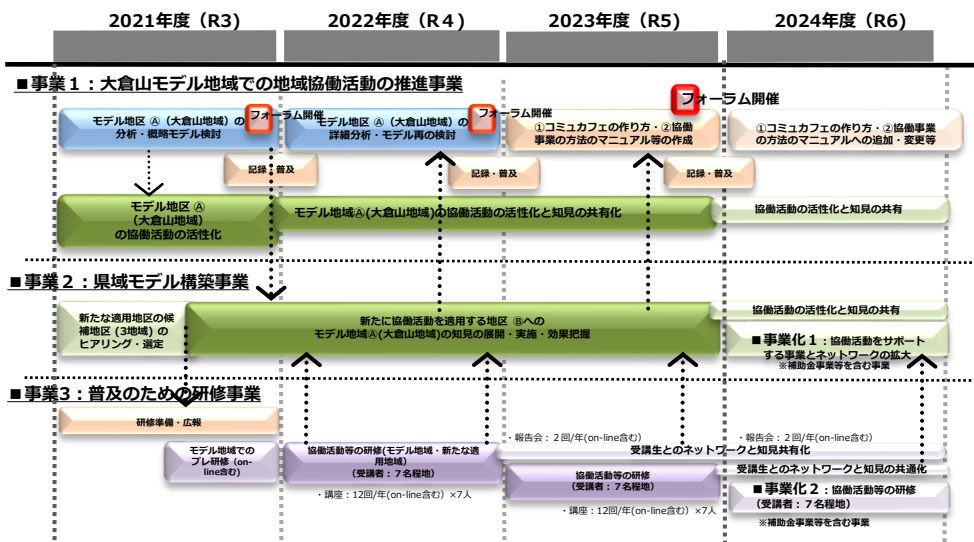 2021年度（R3）
2022年度（R４）
2023年度（R5）
2024年度（R6）
■事業１：大倉山モデル地域での地域協働活動の推進事業
モデル地区 Ⓐ（大倉山地域）の
分析・概略モデル検討
フォーラム開催
モデル地区 Ⓐ（大倉山地域）の
詳細分析・モデル再の検討
フォーラム開催
フォーラム開催
①コミュカフェの作り方・②協働
事業の方法のマニュアル等の作成
①コミュカフェの作り方・②協働事業
の方法のマニュアルへの追加・変更等
記録・普及
記録・普及
記録・普及
モデル地区 Ⓐ
（大倉山地域）
の協働活動の活性化
モデル地域Ⓐ(大倉山地域)の協働活動の活性化と知見の共有化
協働活動の活性化と知見の共有
■事業２：県域モデル構築事業
新たな適用地区の候
補地区 (3地域) の
ヒアリング・選定
新たに協働活動を適用する地区 Ⓑへの
モデル地域Ⓐ(大倉山地域)の知見の展開・実施・効果把握
協働活動の活性化と知見の共有
■事業化１：協働活動をサポート
する事業とネットワークの拡大
※補助金事業等を含む事業
■事業3：普及のための研修事業
研修準備・広報
モデル地域での
プレ研修（on-
line含む）
協働活動等の研修(モデル地域・新たな適
用地域）
（受講者：７名程地）
・講座：12回/年(on-line含む）×7人
・報告会：２回/年(on-line含む）
受講生とのネットワークと知見共有化
協働活動等の研修
（受講者：７名程地）
・講座：12回/年(on-line含む）×7人
・報告会：２回/年(on-line含む）
受講生とのネットワークと知見の共通化
■事業化２：協働活動等の研修
（受講者：７名程地）
※補助金事業等を含む事業